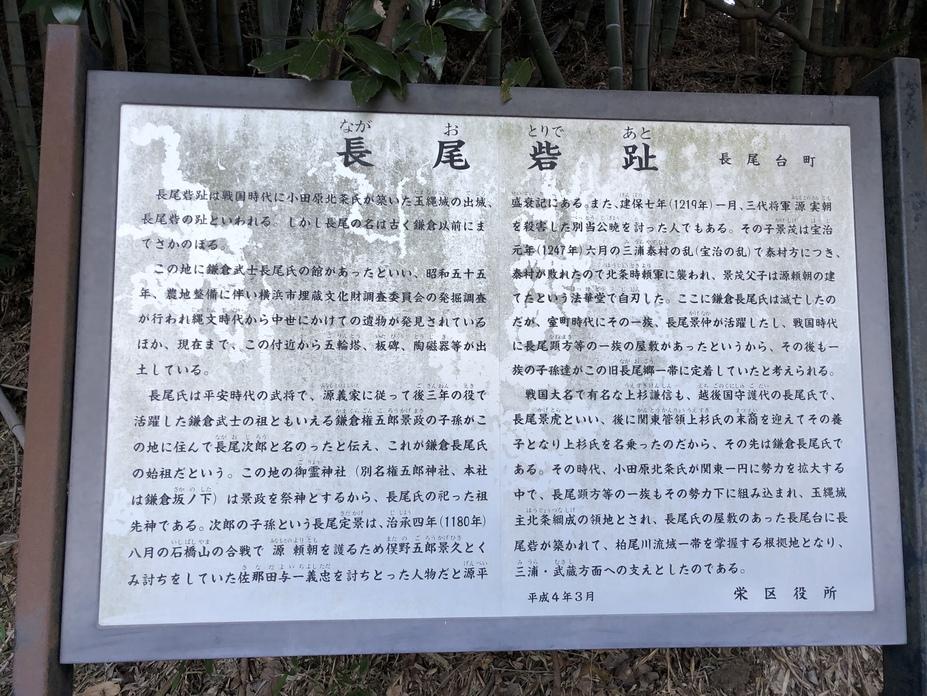 長尾砦趾
ながおとりであと
長尾台町
長尾砦趾は戦国時代に小田原北条氏が築いた玉縄城の出城、
長尾砦の趾といわれる。しかし長尾の名は古く鎌倉以前にま
でさかのぼる。
この地に鎌倉武士長尾氏の館があったといい、昭和五十五
年、農地整備に伴い横浜市埋蔵文化財調査委員会の発掘調査
が行われ縄文時代から中世にかけての遺物が発見されている
ほか、現在まで、この付近から五輪塔、板碑、陶磁器等が出
土している。
長尾氏は平安時代の武将で、源義家に従って後三年の役で
活躍した鎌倉武士の祖ともいえる鎌倉権五郎景政の子孫がこ
の地に住んで長尾次郎と名のったと伝え、これが鎌倉長尾氏
の始祖だという。この地の御霊神社（別名権五郎神社、本社
は鎌倉坂ノ下）は景政を祭神とするから、長尾氏の祀った祖
先神である。次郎の子孫という長尾定景は、治承四年（1180年）
八月の石橋山の合戦で 源 頼朝を護るため俣野五郎景久とく
み討ちをしていた佐那田与一義忠を討ちとった人物だと源平
盛衰記にある。また、建保七年（1219年）一月、三代将軍源実朝
を殺害した別当公暁を討った人でもある。その子景茂は宝治
元年（1247年）六月の三浦泰村の乱（宝治の乱）で泰村方につき、
泰村が敗れたので北条時頼軍に襲われ、景茂父子は源頼朝の建
てたという法華堂で自刃した。ここに鎌倉長尾氏は滅亡したの
だが、室町時代にその一族、長尾景仲が活躍したし、戦国時代
に長尾顕方等の一族の屋敷があったというから、その後も一
族の子孫達がこの旧長尾郷一帯に定着していたと考えられる。
戦国大名で有名な上杉謙信も、越後国守護代の長尾氏で、
長尾景虎といい、後に関東管領上杉氏の末裔を迎えてその養
子となり上杉氏を名乗ったのだから、その先は鎌倉長尾氏で
ある。その時代、小田原北条氏が関東一円に勢力を拡大する
中で、長尾顕方等の一族もその勢力下に組み込まれ、玉縄城
主北条綱成の領地とされ、長尾氏の屋敷のあった長尾台に長
尾砦が築かれて、柏尾川流域一帯を掌握する根拠地となり、
三浦・武蔵方面への支えとしたのである。
平成４年３月
栄区役所